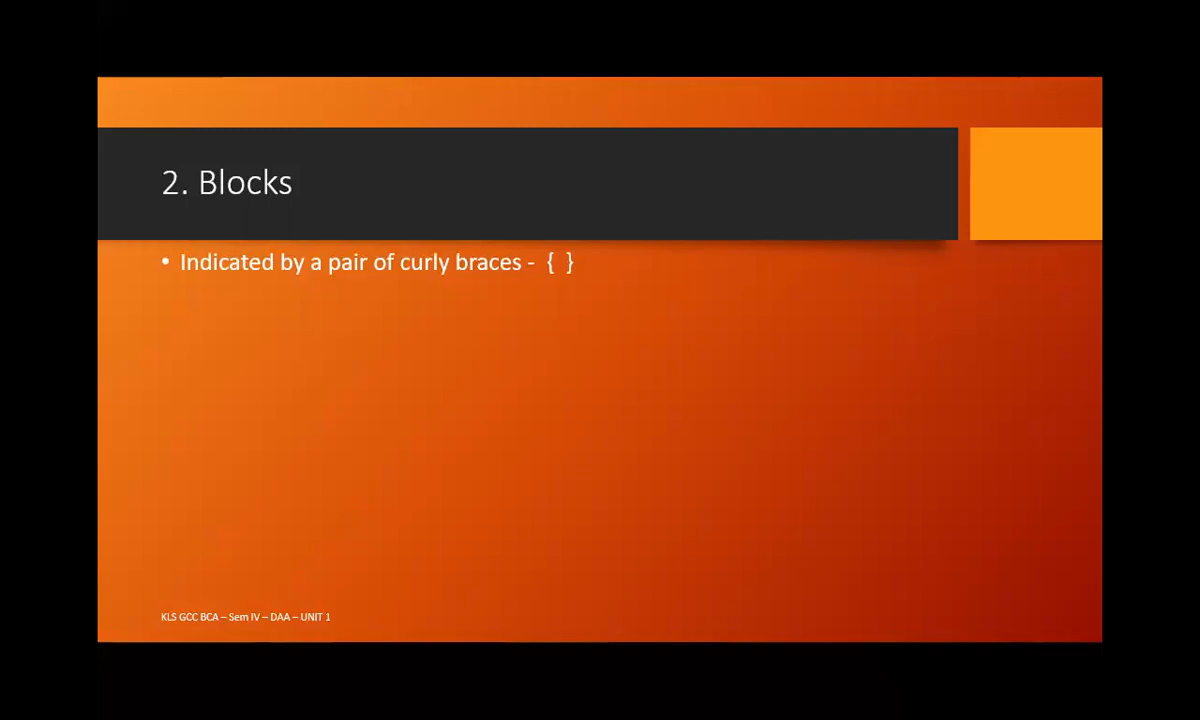 2. Blocks
• Indicated by a pair of curly braces - { }
KLS GCC BCA – Sem IV – DAA – UNIT 1